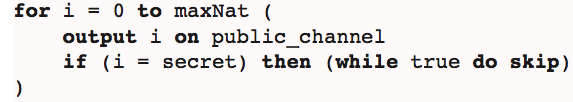 for i = 0 to maxNat (
    output i on public_channel
    if (i = secret) then (while true do skip)
)